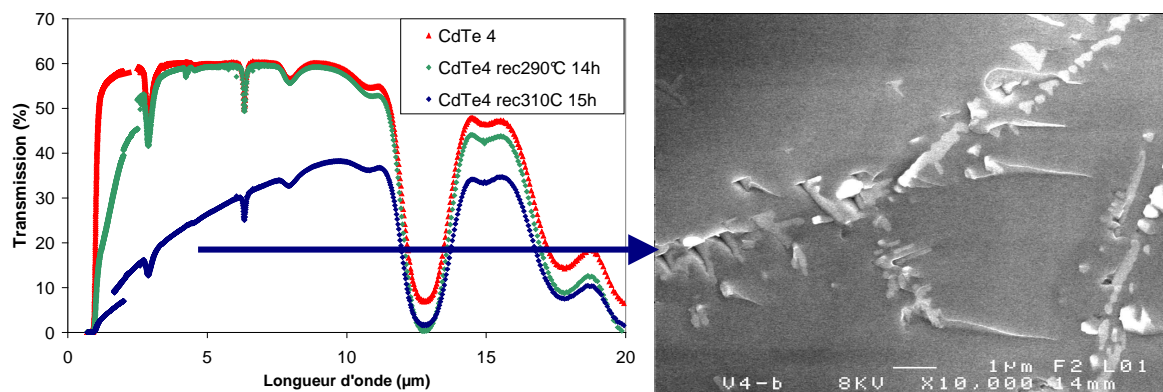 Transmission (%)
70
60
50
40
30
20
10
0
0
5
10
15
20
Longueur d'onde (µm)
CdTe 4
CdTe4 rec290℃ 14h
CdTe4 rec310C 15h
1µm F2 L01
V4-b 8KV X10,000 14mm